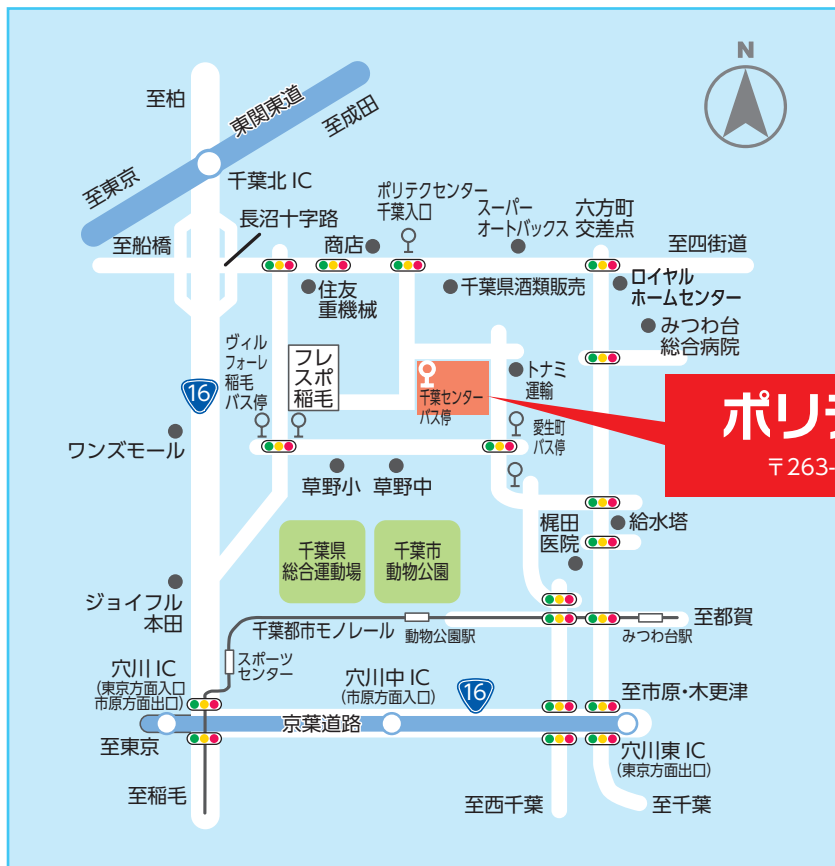 N
至柏
東関東道
至成田
至東京
千葉北 IC
長沼十字路
至船橋
商店
ポリテクセンター
千葉入口
スーパー
オートバックス
六方町
交差点
至四街道
住友
重機械
千葉県酒類販売
ロイヤル
ホームセンター
みつわ台
総合病院
ヴィル
フォーレ
稲毛
バス停
フレ
スポ
稲毛
千葉センター
バス停
トナミ
運輸
愛生町
バス停
ポリテ
〒263-
16
ワンズモール
草野小
草野中
千葉県
総合運動場
千葉市
動物公園
梶田
医院
給水塔
ジョイフル
本田
千葉都市モノレール
動物公園駅
みつわ台駅
至都賀
スポーツ
センター
穴川 IC
(東京方面入口
市原方面出口)
穴川中 IC
(市原方面入口)
16
至市原・木更津
京葉道路
至東京
穴川東 IC
(東京方面出口)
至稲毛
至西千葉
至千葉